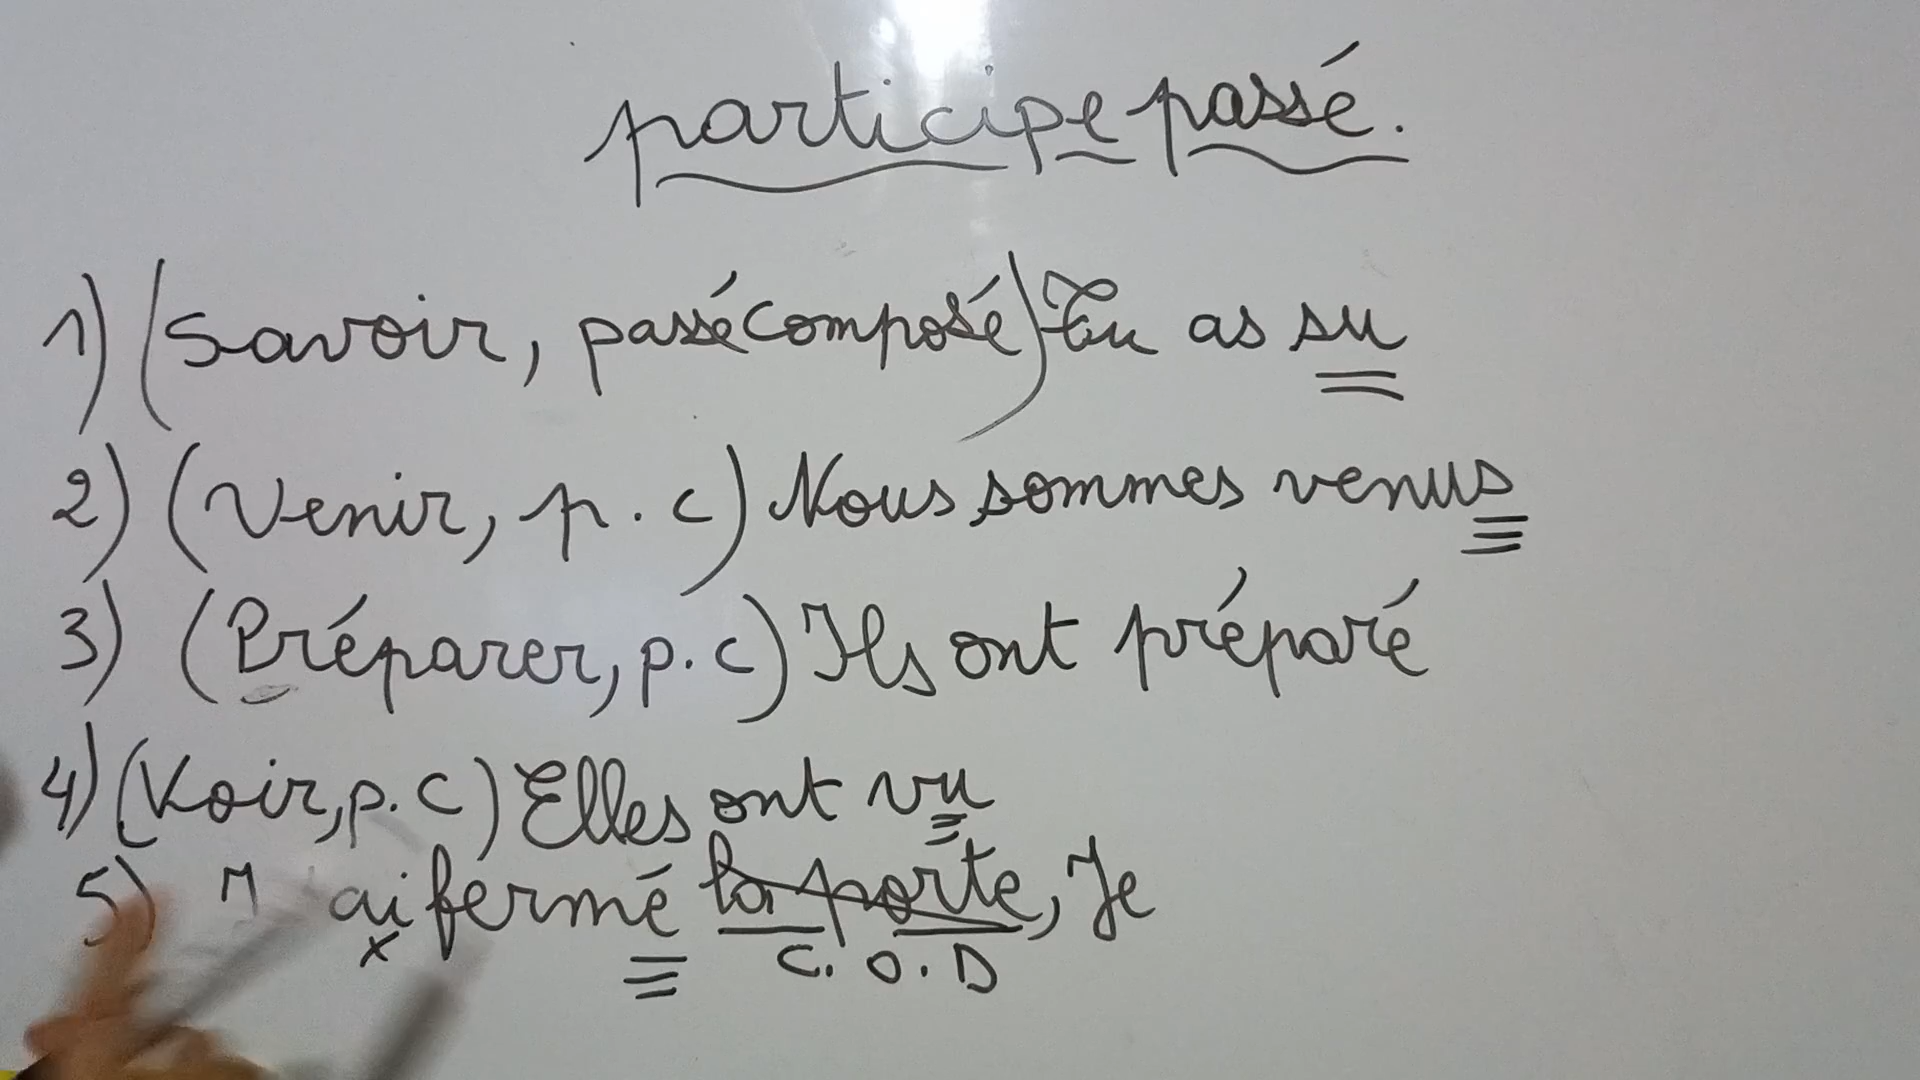 participe passé.
1) (Savoir, passé composé) Tu as su
2) (Venir, p. c) Nous sommes venus
3) (Préparer, p. c) Ils ont préparé
4) (Voir, p. c) Elles ont vu
5) ai fermé la porte, Je
x C. O. D